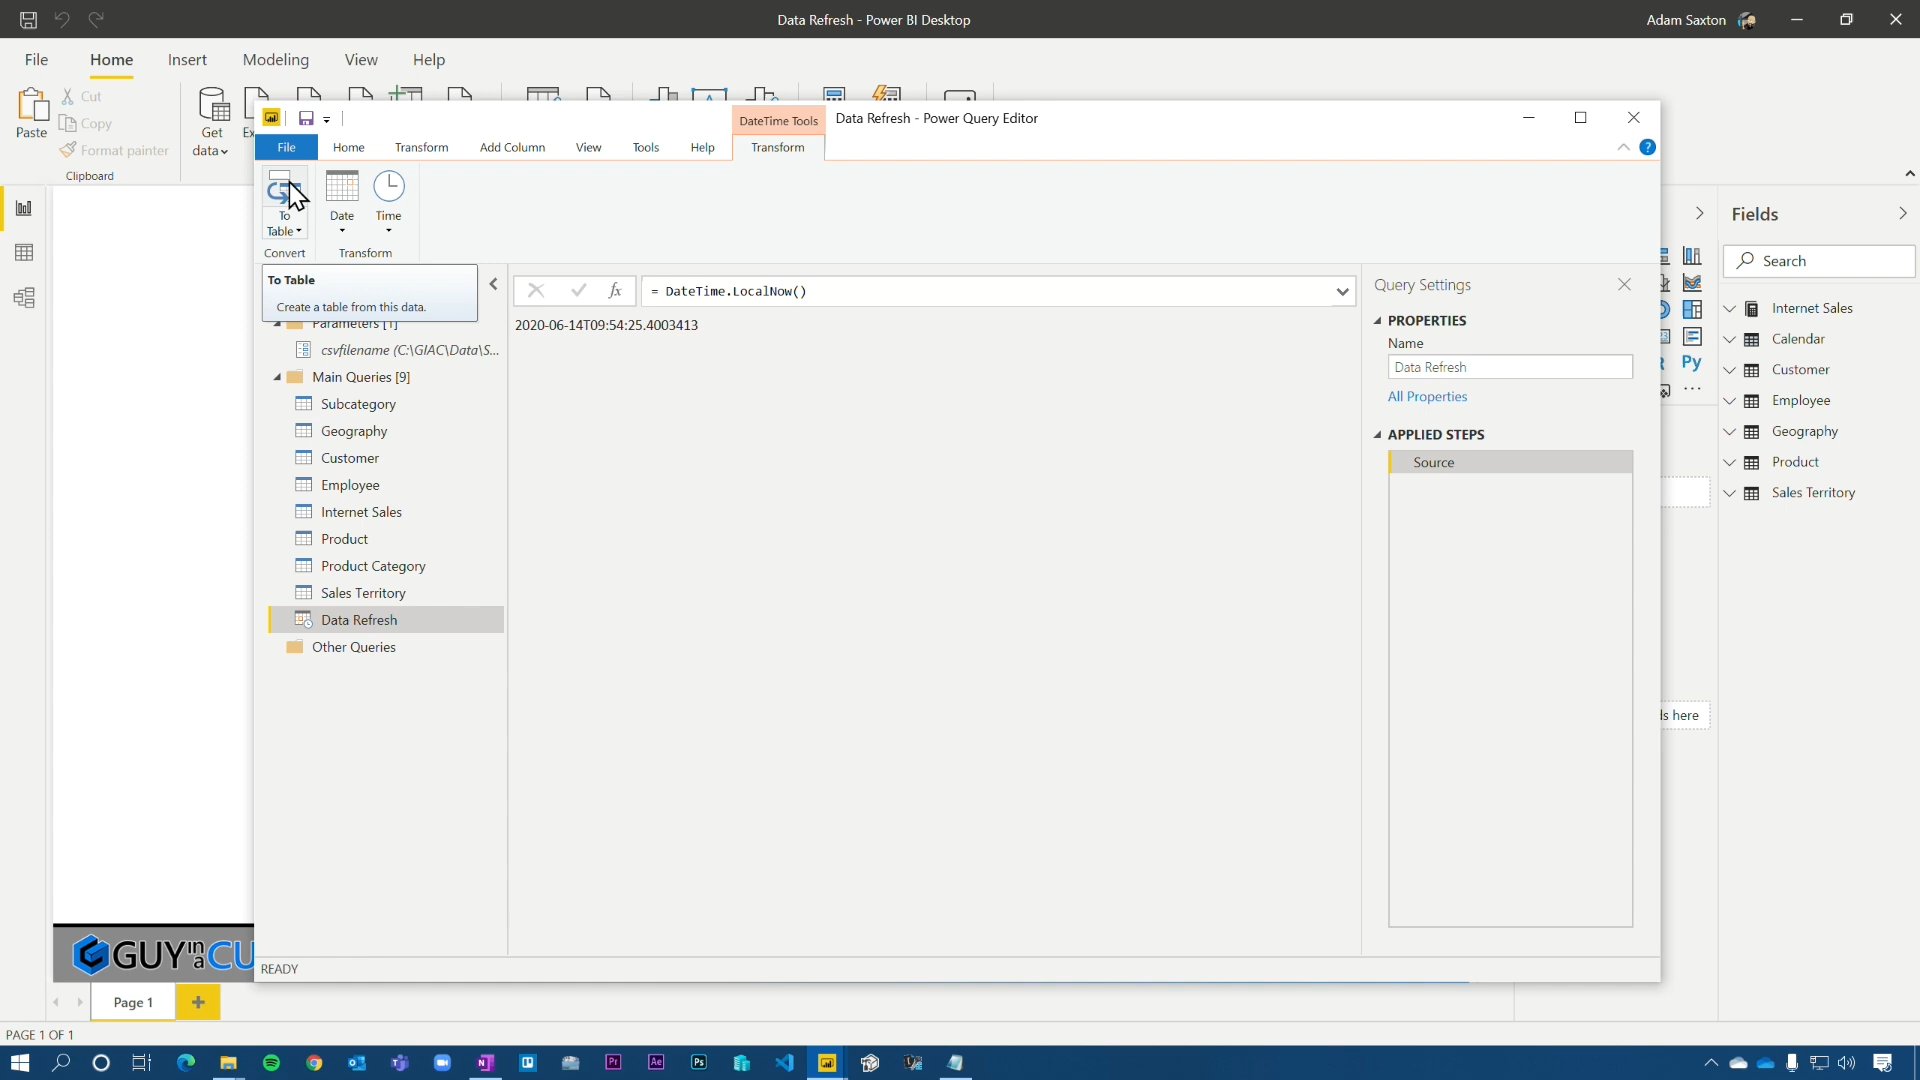 Data Refresh - Power BI Desktop
Adam Saxton
File
Home
Insert
Modeling
View
Help
Paste
Cut
Copy
Format painter
Clipboard
Get
data
DateTime Tools
Data Refresh - Power Query Editor
File
Home
Transform
Add Column
View
Tools
Help
Transform
To
Table
Date
Time
Convert
Transform
To Table
Create a table from this data.
= DateTime.LocalNow()
2020-06-14T09:54:25.4003413
Parameters [1]
csvfilename (C:\GIAC\Data\S...
Main Queries [9]
Subcategory
Geography
Customer
Employee
Internet Sales
Product
Product Category
Sales Territory
Data Refresh
Other Queries
Query Settings
PROPERTIES
Name
Data Refresh
All Properties
APPLIED STEPS
Source
READY
Fields
Search
Internet Sales
Calendar
Customer
Employee
Geography
Product
Sales Territory
Py
here
GUY in a
Page 1
PAGE 1 OF 1